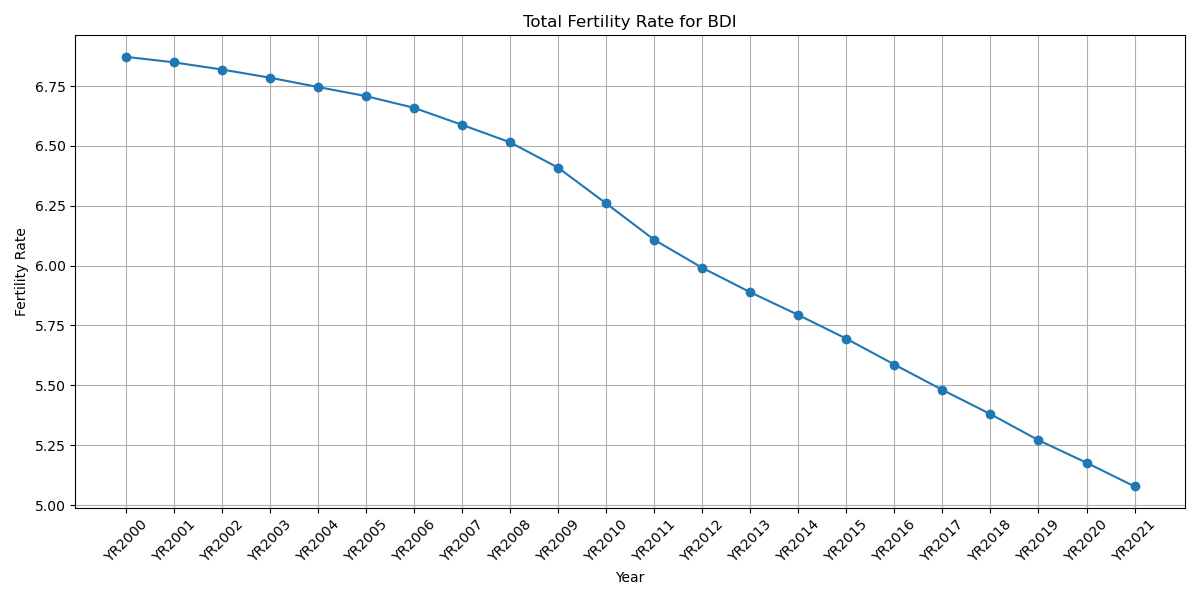 Total Fertility Rate for BDI
Fertility Rate
6.75
6.50
6.25
6.00
5.75
5.50
5.25
5.00
YR2000
YR2001
YR2002
YR2003
YR2004
YR2005
YR2006
YR2007
YR2008
YR2009
YR2010
YR2011
YR2012
YR2013
YR2014
YR2015
YR2016
YR2017
YR2018
YR2019
YR2020
YR2021
Year